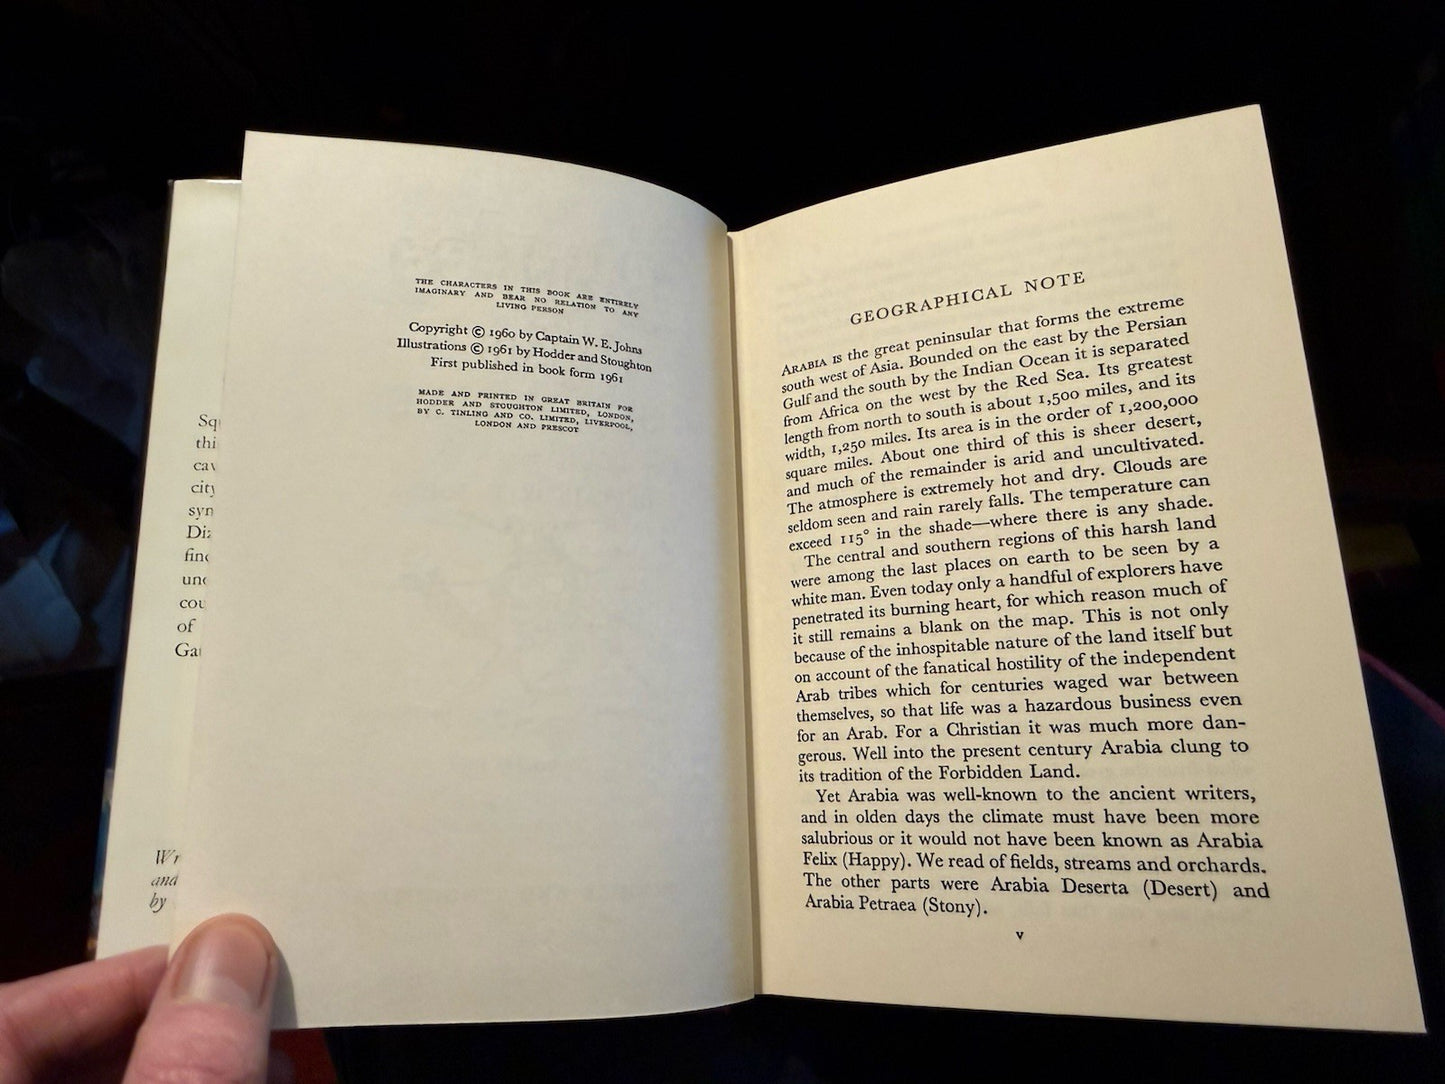 Sq
thi
cav
city
syn
fin
un
cou
of
Ga
and
by
THE CHARACTERS IN THIS BOOK ARE ENTIRELY
IMAGINARY AND BEAR NO RELATION TO ANY
LIVING PERSON
Copyright © 1960 by Captain W. E. Johns
Illustrations © 1961 by Hodder and Stoughton
First published in book form 1961
MADE AND PRINTED IN GREAT BRITAIN FOR
HODDER AND STOUGHTON LIMITED, LONDON,
BY C. TINLING AND CO. LIMITED, LIVERPOOL,
LONDON AND PRESCOT
GEOGRAPHICAL NOTE
ARABIA is the great peninsular that forms the extreme
south west of Asia. Bounded on the east by the Persian
Gulf and the south by the Indian Ocean it is separated
from Africa on the west by the Red Sea. Its greatest
length from north to south is about 1,500 miles, and its
width, 1,250 miles. Its area is in the order of 1,200,000
square miles. About one third of this is sheer desert,
and much of the remainder is arid and uncultivated.
The atmosphere is extremely hot and dry. Clouds are
seldom seen and rain rarely falls. The temperature can
exceed 115° in the shade—where there is any shade.
The central and southern regions of this harsh land
were among the last places on earth to be seen by a
white man. Even today only a handful of explorers have
penetrated its burning heart, for which reason much of
it still remains a blank on the map. This is not only
because of the inhospitable nature of the land itself but
on account of the fanatical hostility of the independent
Arab tribes which for centuries waged war between
themselves, so that life was a hazardous business even
for an Arab. For a Christian it was much more dan-
gerous. Well into the present century Arabia clung to
its tradition of the Forbidden Land.
Yet Arabia was well-known to the ancient writers,
and in olden days the climate must have been more
salubrious or it would not have been known as Arabia
Felix (Happy). We read of fields, streams and orchards.
The other parts were Arabia Deserta (Desert) and
Arabia Petraea (Stony).
v